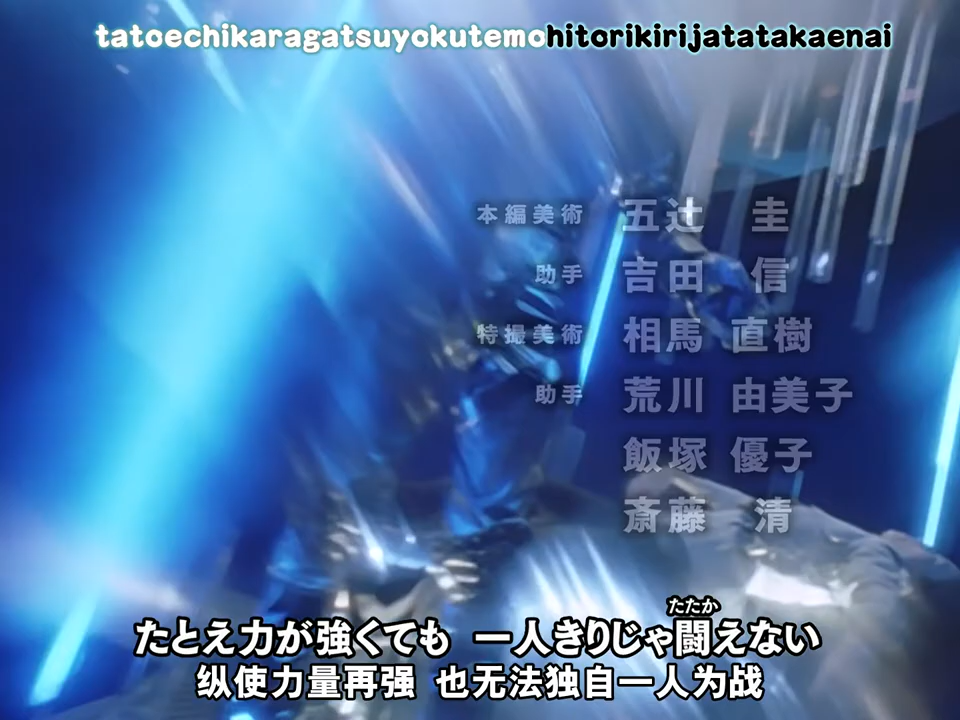 tatoechikaragatsuyokutemohitorikirijatatakaenai
本編美術 五辻 圭
助手 吉田 信
特撮美術 相馬 直樹
助手 荒川 由美子
飯塚 優子
斎藤 清
たたか
たとえ力が強くても 一人きりじゃ闘えない
纵使力量再强 也无法独自一人为战